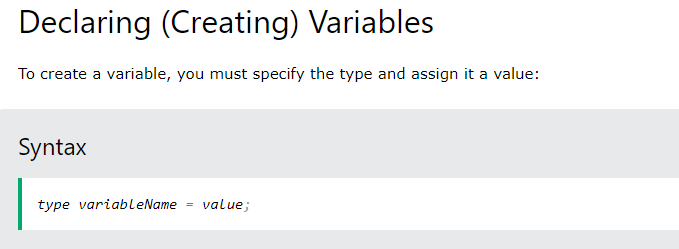 Declaring (Creating) Variables
To create a variable, you must specify the type and assign it a value:
Syntax
type variableName = value;